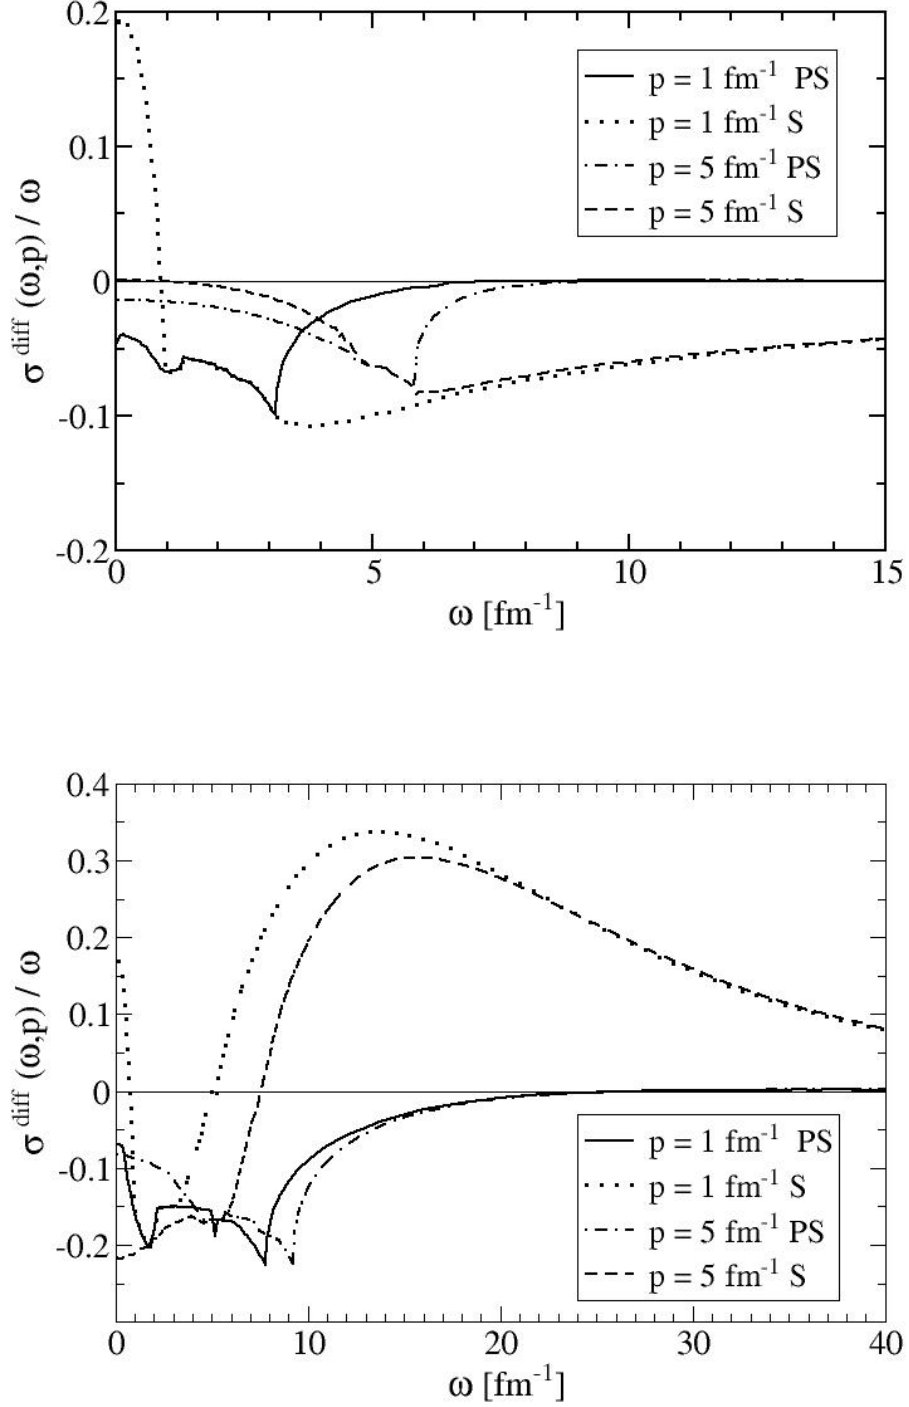 0.2
0.1
0
-0.1
-0.2
σ diff (ω,p) / ω
p = 1 fm-1 PS
p = 1 fm-1 S
p = 5 fm-1 PS
p = 5 fm-1 S
0 5 10 15
ω [fm-1]
0.4
0.3
0.2
0.1
0
-0.1
-0.2
σ diff (ω,p) / ω
p = 1 fm-1 PS
p = 1 fm-1 S
p = 5 fm-1 PS
p = 5 fm-1 S
0 10 20 30 40
ω [fm-1]